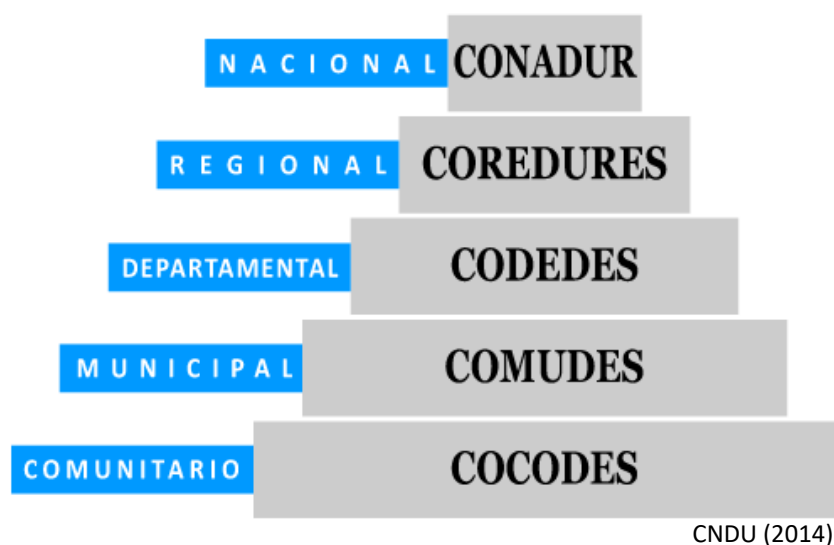 NACIONAL CONADUR
REGIONAL COREDURES
DEPARTAMENTAL CODEDES
MUNICIPAL COMUDES
COMUNITARIO COCODES
CNDU (2014)